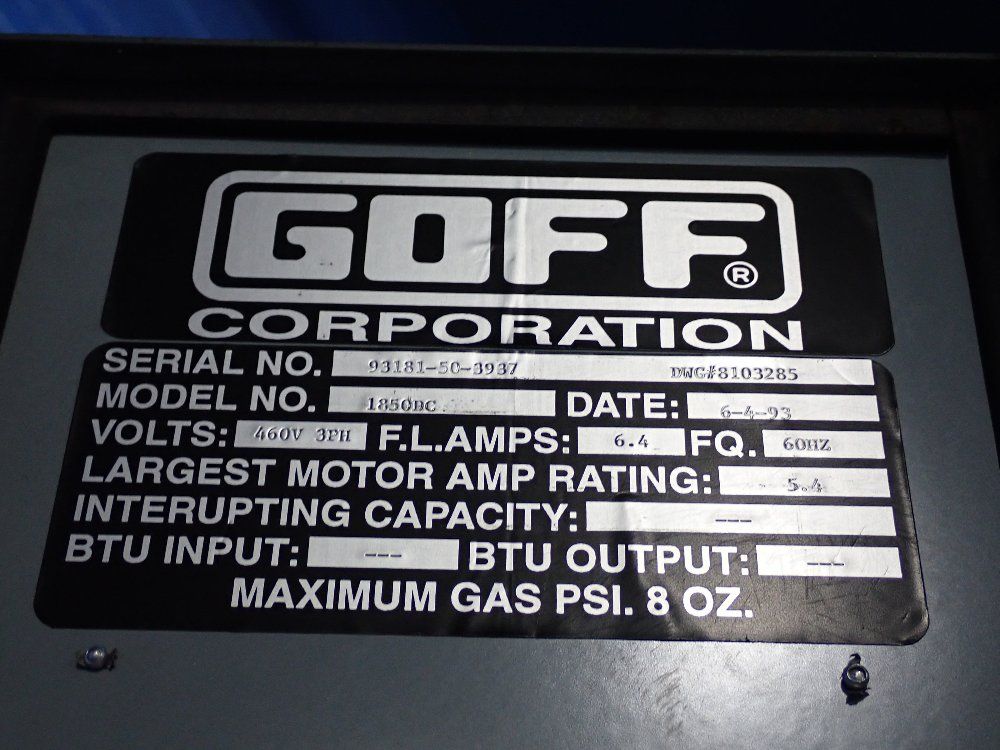 GOFF®
CORPORATION
SERIAL NO. 93181-50-3937 DWG#8103285
MODEL NO. 1850DC DATE: 6-4-93
VOLTS: 460V 3PH F.L.AMPS: 6.4 FQ. 60HZ
LARGEST MOTOR AMP RATING: 5.4
INTERUPTING CAPACITY: ---
BTU INPUT: --- BTU OUTPUT: ---
MAXIMUM GAS PSI. 8 OZ.